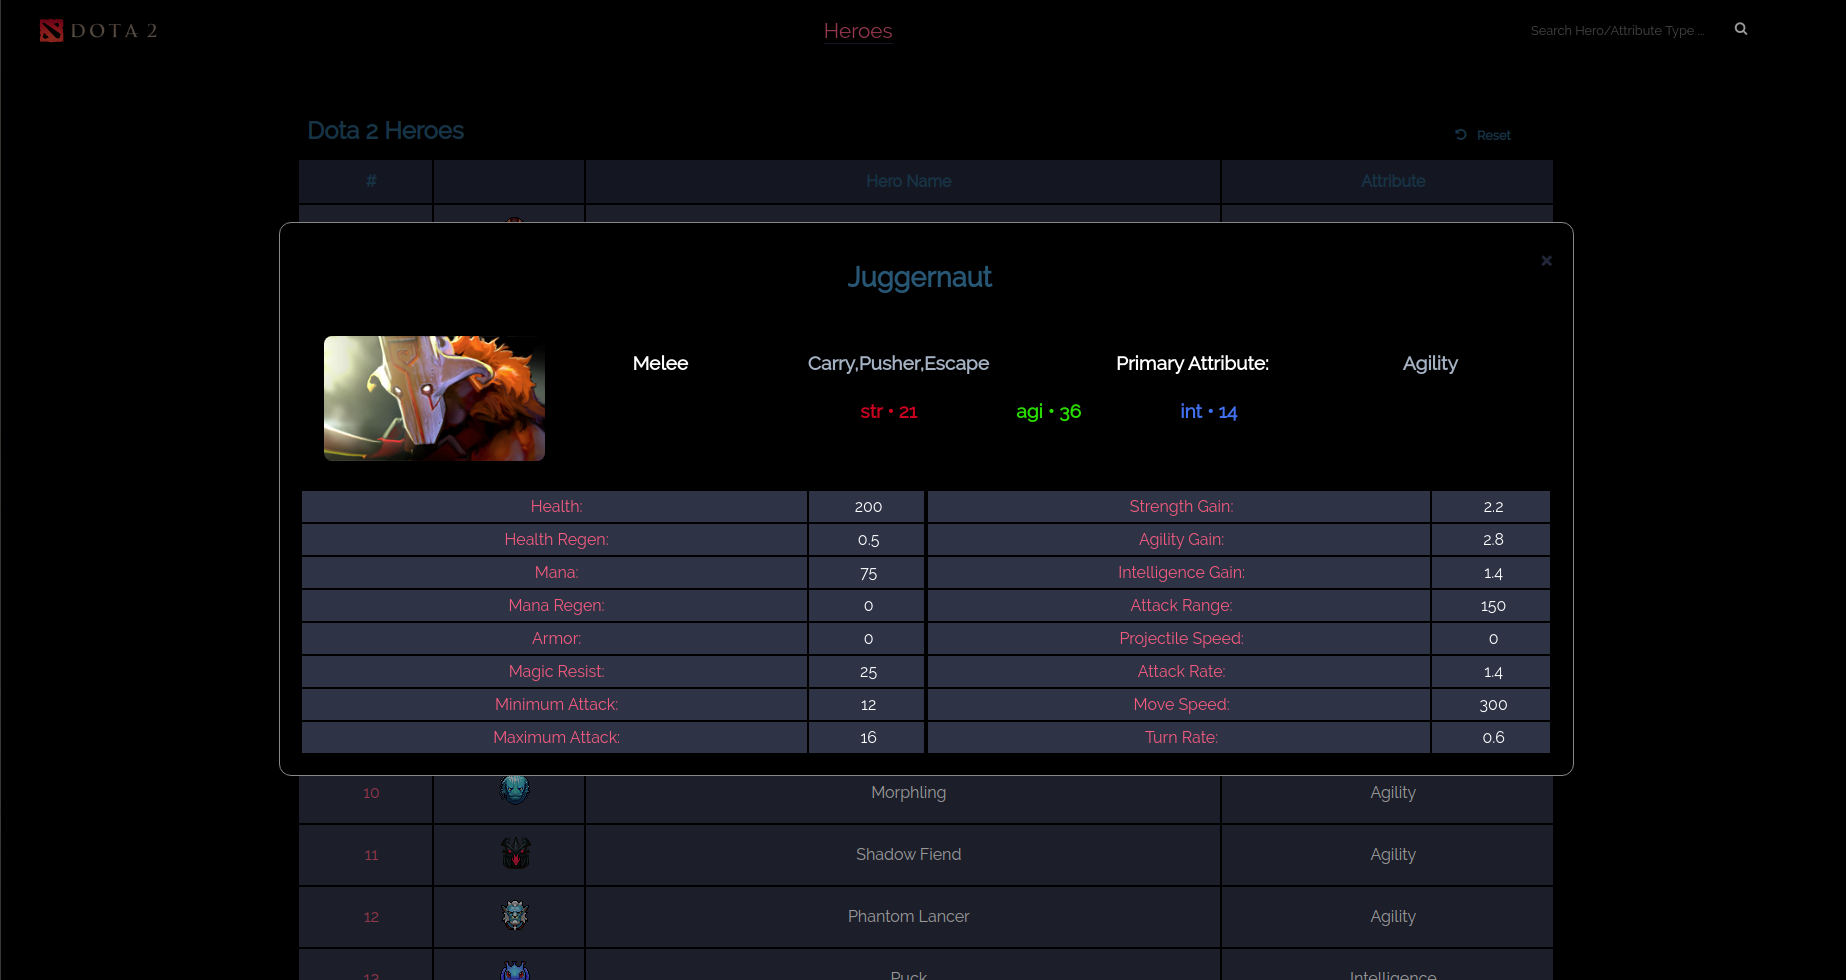 DOTA 2
Heroes
Search Hero/Attribute Type ...
Dota 2 Heroes
Reset
# Hero Name Attribute
Juggernaut
Melee Carry,Pusher,Escape Primary Attribute: Agility
str • 21 agi • 36 int • 14
Health: 200 Strength Gain: 2.2
Health Regen: 0.5 Agility Gain: 2.8
Mana: 75 Intelligence Gain: 1.4
Mana Regen: 0 Attack Range: 150
Armor: 0 Projectile Speed: 0
Magic Resist: 25 Attack Rate: 1.4
Minimum Attack: 12 Move Speed: 300
Maximum Attack: 16 Turn Rate: 0.6
10 Morphling Agility
11 Shadow Fiend Agility
12 Phantom Lancer Agility
13 Puck Intelligence